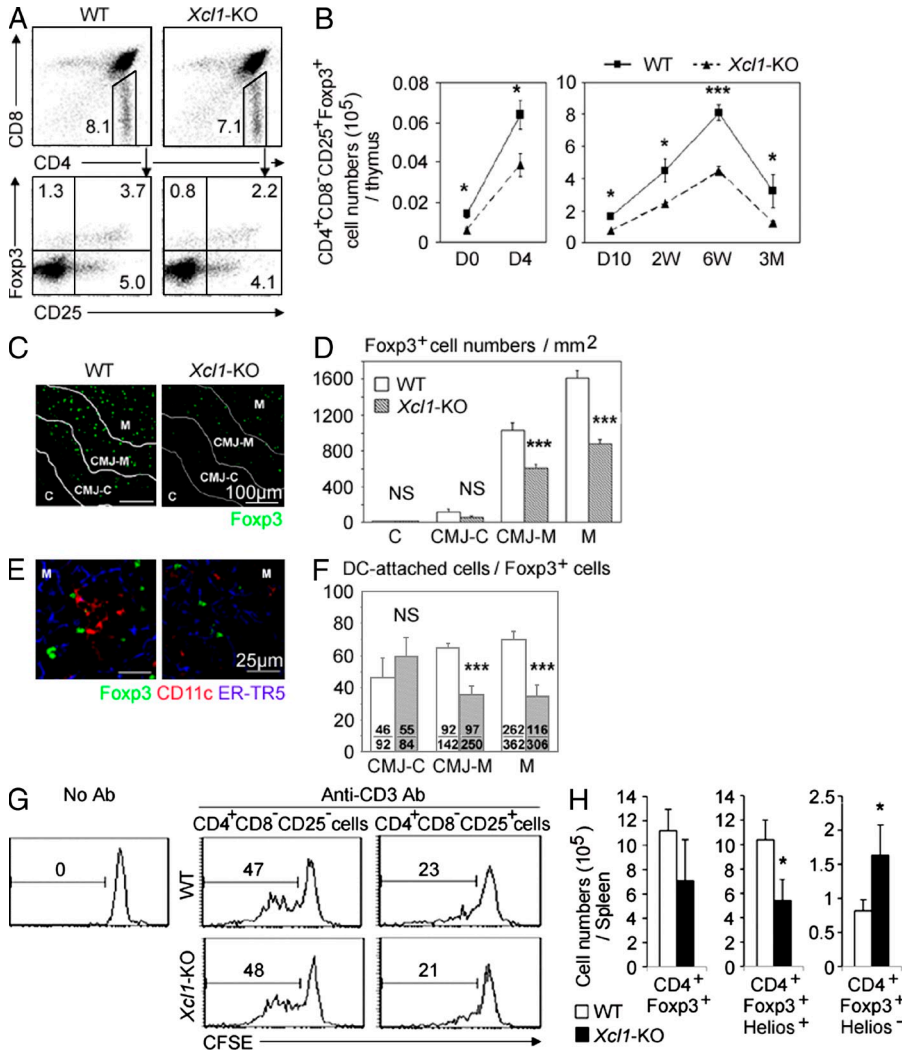 A
WT
Xcl1-KO
CD8
8.1
7.1
CD4
1.3
3.7
0.8
2.2
Foxp3
5.0
4.1
CD25
B
WT
Xcl1-KO
CD4+CD8-CD25+Foxp3+
cell numbers (10^5)
/ thymus
0.08
0.06
0.04
0.02
0
*
*
D0
D4
10
8
6
4
2
0
*
*
***
*
D10
2W
6W
3M
C
WT
Xcl1-KO
M
CMJ-M
CMJ-C
C
M
CMJ-M
CMJ-C
C
100µm
Foxp3
D
Foxp3+ cell numbers / mm2
WT
Xcl1-KO
1600
1200
800
400
0
NS
NS
***
***
C
CMJ-C
CMJ-M
M
E
M
M
25µm
Foxp3 CD11c ER-TR5
F
DC-attached cells / Foxp3+ cells
100
80
60
40
20
0
NS
***
***
46
92
55
84
92
142
97
250
262
362
116
306
CMJ-C
CMJ-M
M
G
No Ab
Anti-CD3 Ab
CD4+CD8-CD25- cells
CD4+CD8-CD25+ cells
0
WT
47
23
Xcl1-KO
48
21
CFSE
H
Cell numbers (10^5)
/ Spleen
14
12
10
8
6
4
2
0
CD4+
Foxp3+
14
12
10
8
6
4
2
0
*
CD4+
Foxp3+
Helios+
2.5
2
1.5
1
0.5
0
*
CD4+
Foxp3+
Helios-
WT
Xcl1-KO